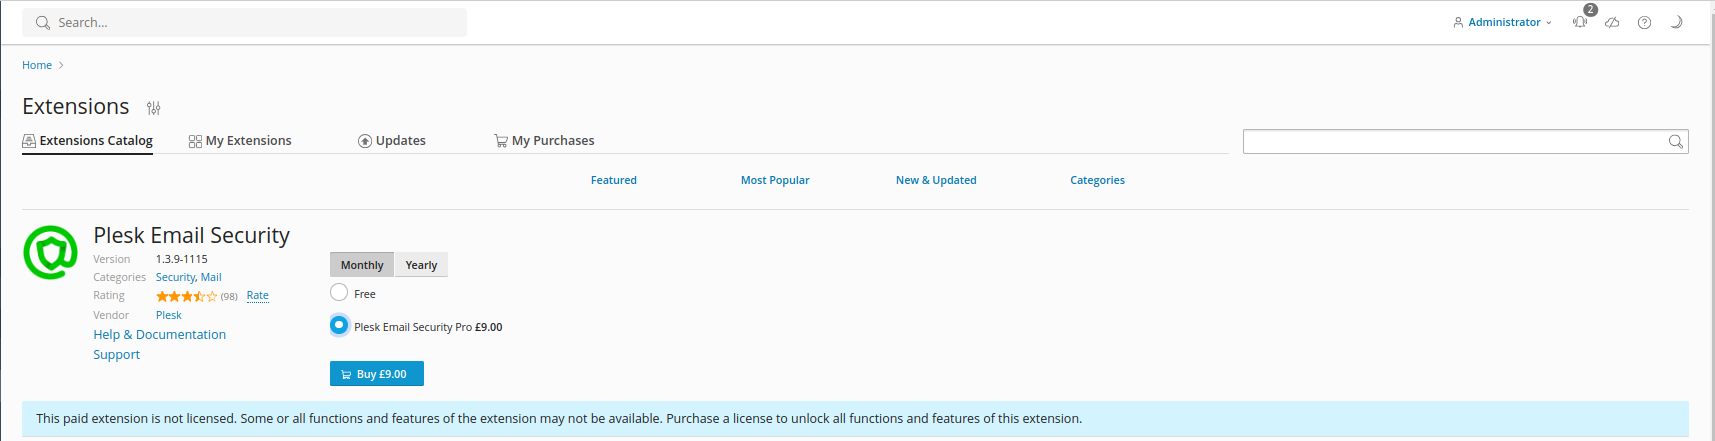 Search...
Administrator
2
Home
Extensions
Extensions Catalog My Extensions Updates My Purchases
Featured Most Popular New & Updated Categories
Plesk Email Security
Version 1.3.9-1115
Categories Security, Mail
Rating (98) Rate
Vendor Plesk
Help & Documentation
Support
Monthly Yearly
Free
Plesk Email Security Pro £9.00
Buy £9.00
This paid extension is not licensed. Some or all functions and features of the extension may not be available. Purchase a license to unlock all functions and features of this extension.